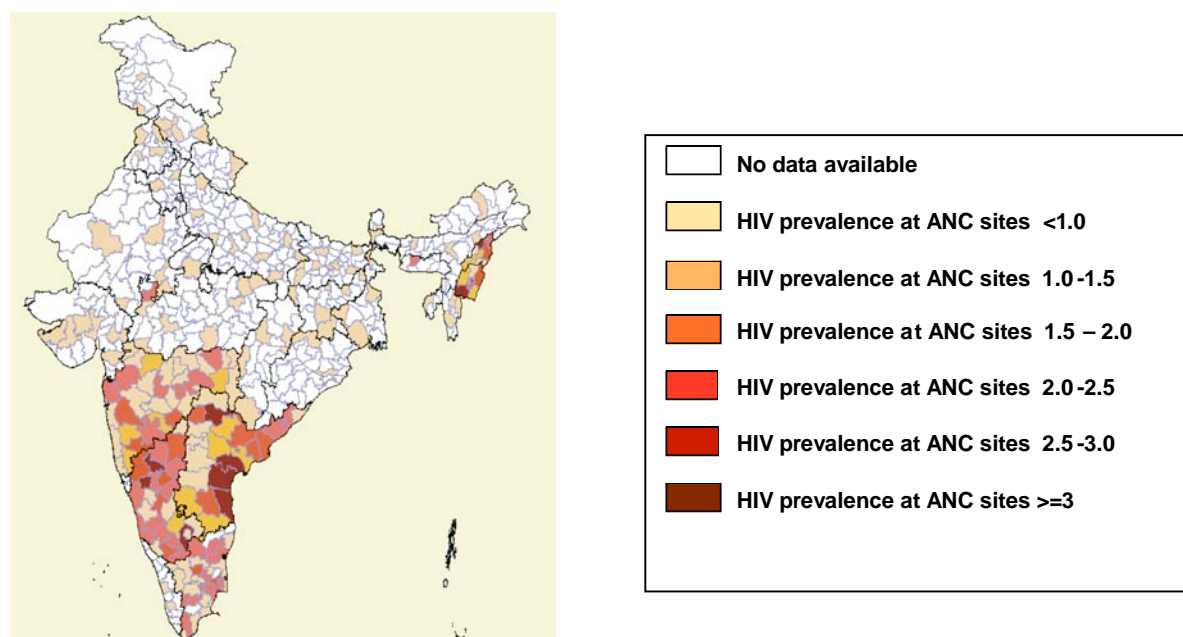 No data available
HIV prevalence at ANC sites <1.0
HIV prevalence at ANC sites 1.0-1.5
HIV prevalence at ANC sites 1.5 – 2.0
HIV prevalence at ANC sites 2.0-2.5
HIV prevalence at ANC sites 2.5-3.0
HIV prevalence at ANC sites >=3